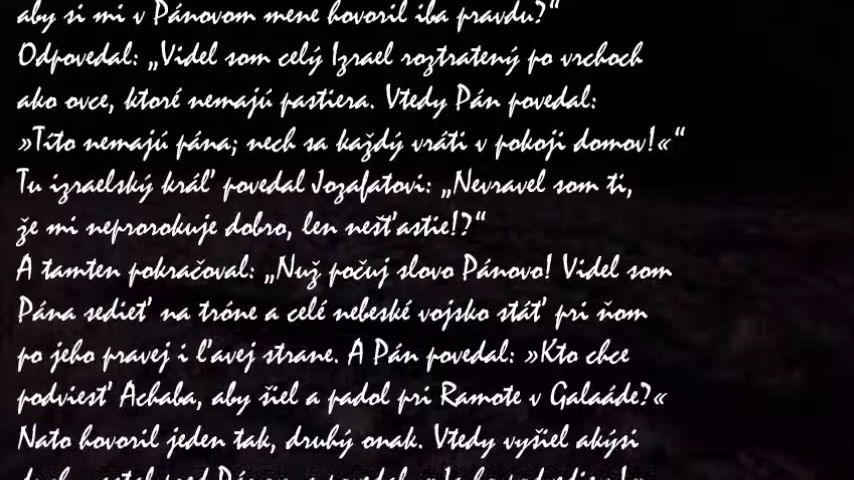 aby si mi v Pánovom mene hovoril iba pravdu?“
Odpovedal: „Videl som celý Izrael roztratený po vrchoch
ako ovce, ktoré nemajú pastiera. Vtedy Pán povedal:
»Títo nemajú pána; nech sa každý vráti v pokoji domov!«“
Tu izraelský kráľ povedal Jozafatovi: „Nevravel som ti,
že mi neprorokuje dobro, len nešťastie!?“
A tamten pokračoval: „Nuž počuj slovo Pánovo! Videl som
Pána sedieť na tróne a celé nebeské vojsko stáť pri ňom
po jeho pravej i ľavej strane. A Pán povedal: »Kto chce
podviesť Achaba, aby šiel a padol pri Ramote v Galaáde?«
Nato hovoril jeden tak, druhý onak. Vtedy vyšiel akýsi